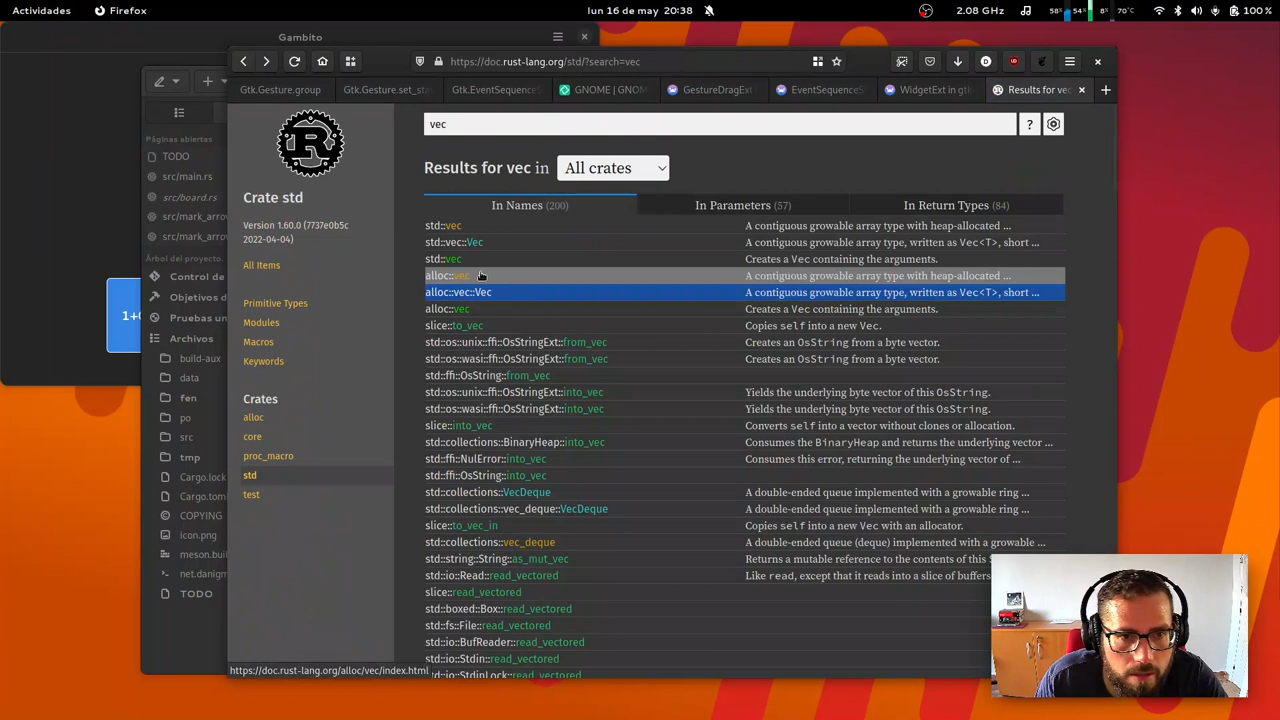 Actividades
Firefox
lun 16 de may 20:38
2.08 GHz
58%
54%
8%
70°C
100 %
Gambito
https://doc.rust-lang.org/std/?search=vec
Gtk.Gesture.group
Gtk.Gesture.set_sta
Gtk.EventSequence
GNOME | GNO
GestureDragExt
EventSequence
WidgetExt in gtk
Results for vec
Páginas abiertas
TODO
src/main.rs
src/board.rs
src/mark_arrow
src/mark_arrow
Árbol del proyecto.
Control de
Objetivos d
Pruebas un
Archivos
build-aux
data
fen
po
src
tmp
Cargo.lock
Cargo.toml
COPYING
icon.png
meson.buil
net.danigm
TODO
Crate std
Version 1.60.0 (7737e0b5c
2022-04-04)
All Items
Primitive Types
Modules
Macros
Keywords
Crates
alloc
core
proc_macro
std
test
vec
?
Results for vec in All crates
In Names (200) In Parameters (57) In Return Types (84)
std::vec A contiguous growable array type with heap-allocated ...
std::vec::Vec A contiguous growable array type, written as Vec<T>, short ...
std::vec Creates a Vec containing the arguments.
alloc::vec A contiguous growable array type with heap-allocated ...
alloc::vec::Vec A contiguous growable array type, written as Vec<T>, short ...
alloc::vec Creates a Vec containing the arguments.
slice::to_vec Copies self into a new Vec.
std::os::unix::ffi::OsStringExt::from_vec Creates an OsString from a byte vector.
std::os::wasi::ffi::OsStringExt::from_vec Creates an OsString from a byte vector.
std::ffi::OsString::from_vec
std::os::unix::ffi::OsStringExt::into_vec Yields the underlying byte vector of this OsString.
std::os::wasi::ffi::OsStringExt::into_vec Yields the underlying byte vector of this OsString.
slice::into_vec Converts self into a vector without clones or allocation.
std::collections::BinaryHeap::into_vec Consumes the BinaryHeap and returns the underlying vector ...
std::ffi::NulError::into_vec Consumes this error, returning the underlying vector of ...
std::ffi::OsString::into_vec
std::collections::VecDeque A double-ended queue implemented with a growable ring ...
std::collections::vec_deque::VecDeque A double-ended queue implemented with a growable ring ...
slice::to_vec_in Copies self into a new Vec with an allocator.
std::collections::vec_deque A double-ended queue (deque) implemented with a growable ...
std::string::String::as_mut_vec Returns a mutable reference to the contents of this
std::io::Read::read_vectored Like read, except that it reads into a slice of buffers
slice::read_vectored
std::boxed::Box::read_vectored
std::fs::File::read_vectored
std::io::BufReader::read_vectored
std::io::Stdin::read_vectored
std::io::StdinLock::read_vectored
https://doc.rust-lang.org/alloc/vec/index.html